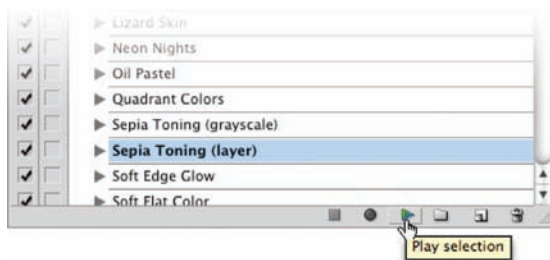 Lizard Skin
Neon Nights
Oil Pastel
Quadrant Colors
Sepia Toning (grayscale)
Sepia Toning (layer)
Soft Edge Glow
Soft Flat Color
Play selection